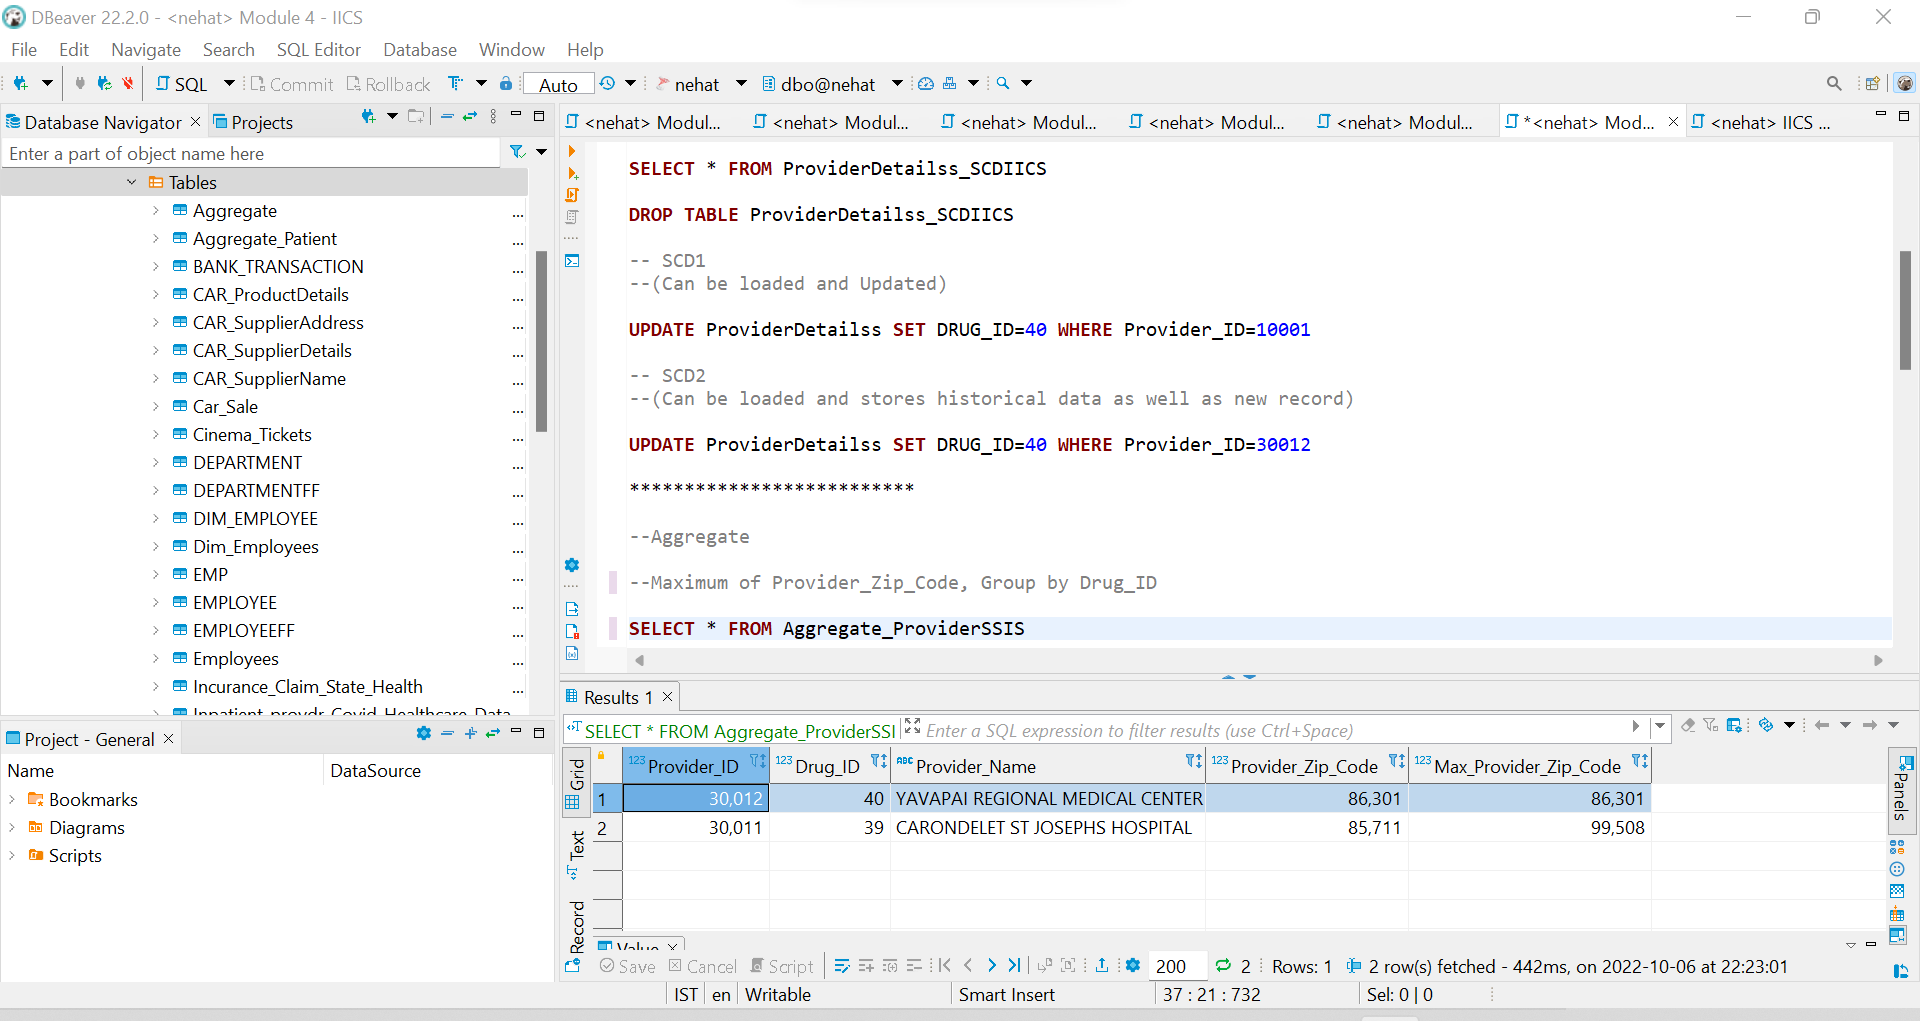 DBeaver 22.2.0 - <nehat> Module 4 - IICS
File Edit Navigate Search SQL Editor Database Window Help
SQL Commit Rollback Auto nehat dbo@nehat
Database Navigator Projects
<nehat> Modul... <nehat> Modul... <nehat> Modul... <nehat> Modul... <nehat> Modul... *<nehat> Mod... <nehat> IICS ...
Enter a part of object name here
Tables
Aggregate ...
Aggregate_Patient ...
BANK_TRANSACTION ...
CAR_ProductDetails ...
CAR_SupplierAddress ...
CAR_SupplierDetails ...
CAR_SupplierName ...
Car_Sale ...
Cinema_Tickets ...
DEPARTMENT ...
DEPARTMENTFF ...
DIM_EMPLOYEE ...
Dim_Employees ...
EMP ...
EMPLOYEE ...
EMPLOYEEFF ...
Employees ...
Incurance_Claim_State_Health ...
Inpatient_provdr_Covid_Healthcare_Data
SELECT * FROM ProviderDetailss_SCDIICS
DROP TABLE ProviderDetailss_SCDIICS
-- SCD1
--(Can be loaded and Updated)
UPDATE ProviderDetailss SET DRUG_ID=40 WHERE Provider_ID=10001
-- SCD2
--(Can be loaded and stores historical data as well as new record)
UPDATE ProviderDetailss SET DRUG_ID=40 WHERE Provider_ID=30012
**************************
--Aggregate
--Maximum of Provider_Zip_Code, Group by Drug_ID
SELECT * FROM Aggregate_ProviderSSIS
Project - General
Name DataSource
Bookmarks
Diagrams
Scripts
Results 1
SELECT * FROM Aggregate_ProviderSSI Enter a SQL expression to filter results (use Ctrl+Space)
Grid
Text
Record
123 Provider_ID 123 Drug_ID ABC Provider_Name 123 Provider_Zip_Code 123 Max_Provider_Zip_Code
1 30,012 40 YAVAPAI REGIONAL MEDICAL CENTER 86,301 86,301
2 30,011 39 CARONDELET ST JOSEPHS HOSPITAL 85,711 99,508
Panels
Value
Save Cancel Script 200 2 Rows: 1 2 row(s) fetched - 442ms, on 2022-10-06 at 22:23:01
IST en Writable Smart Insert 37 : 21 : 732 Sel: 0 | 0